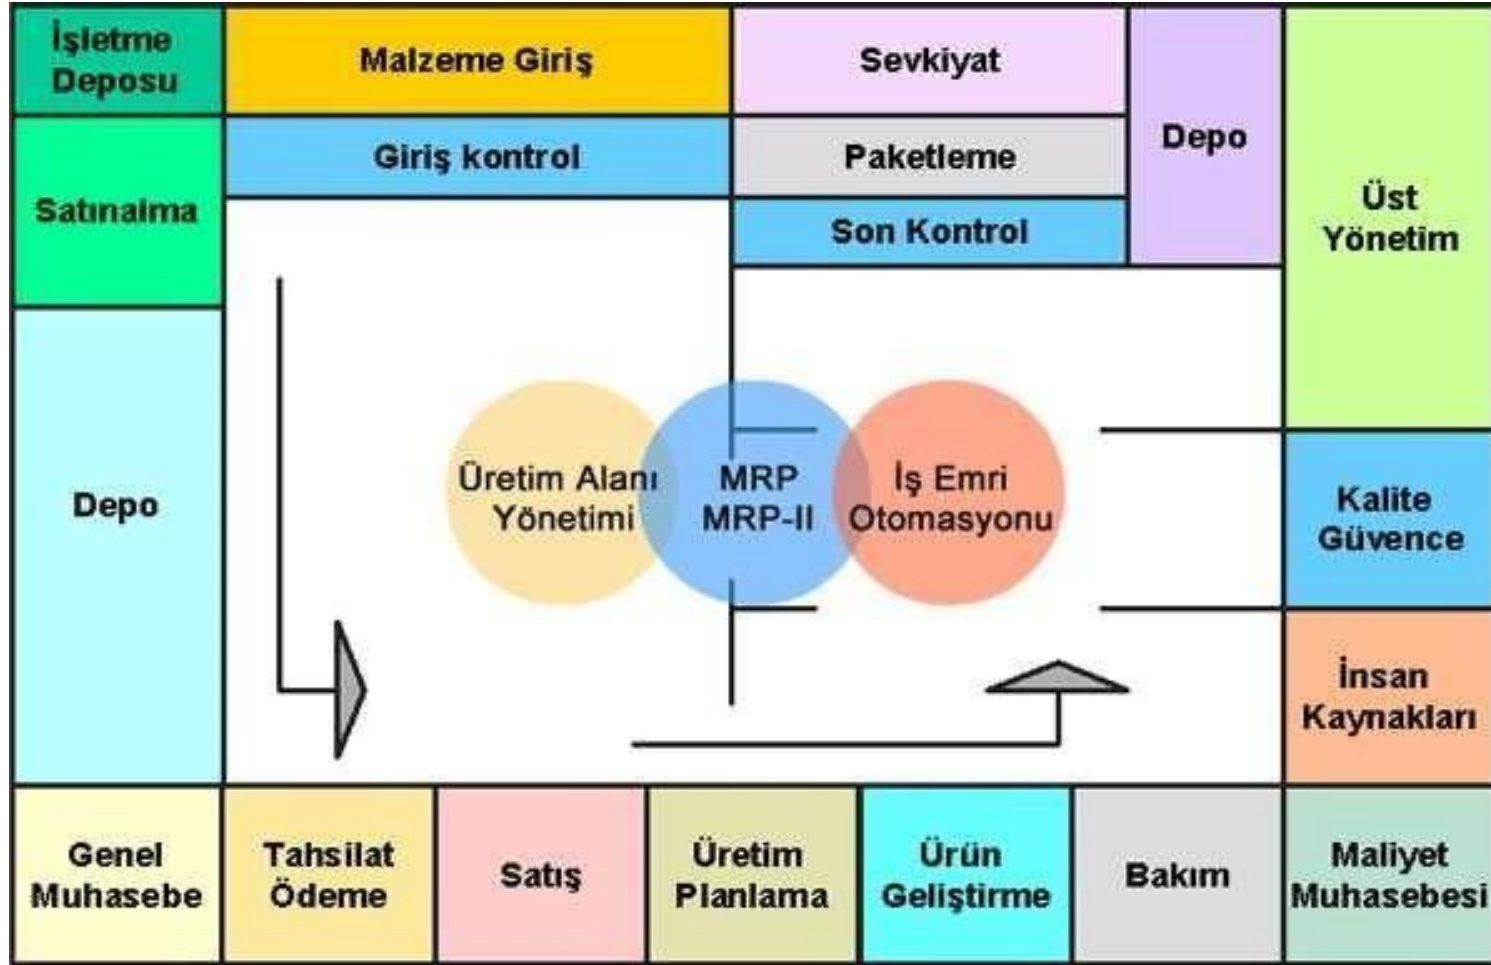 İşletme
Deposu
Malzeme Giriş
Sevkiyat
Depo
Üst
Yönetim
Satınalma
Giriş kontrol
Paketleme
Son Kontrol
Depo
Üretim Alanı
Yönetimi
MRP
MRP-II
İş Emri
Otomasyonu
Kalite
Güvence
İnsan
Kaynakları
Genel
Muhasebe
Tahsilat
Ödeme
Satış
Üretim
Planlama
Ürün
Geliştirme
Bakım
Maliyet
Muhasebesi